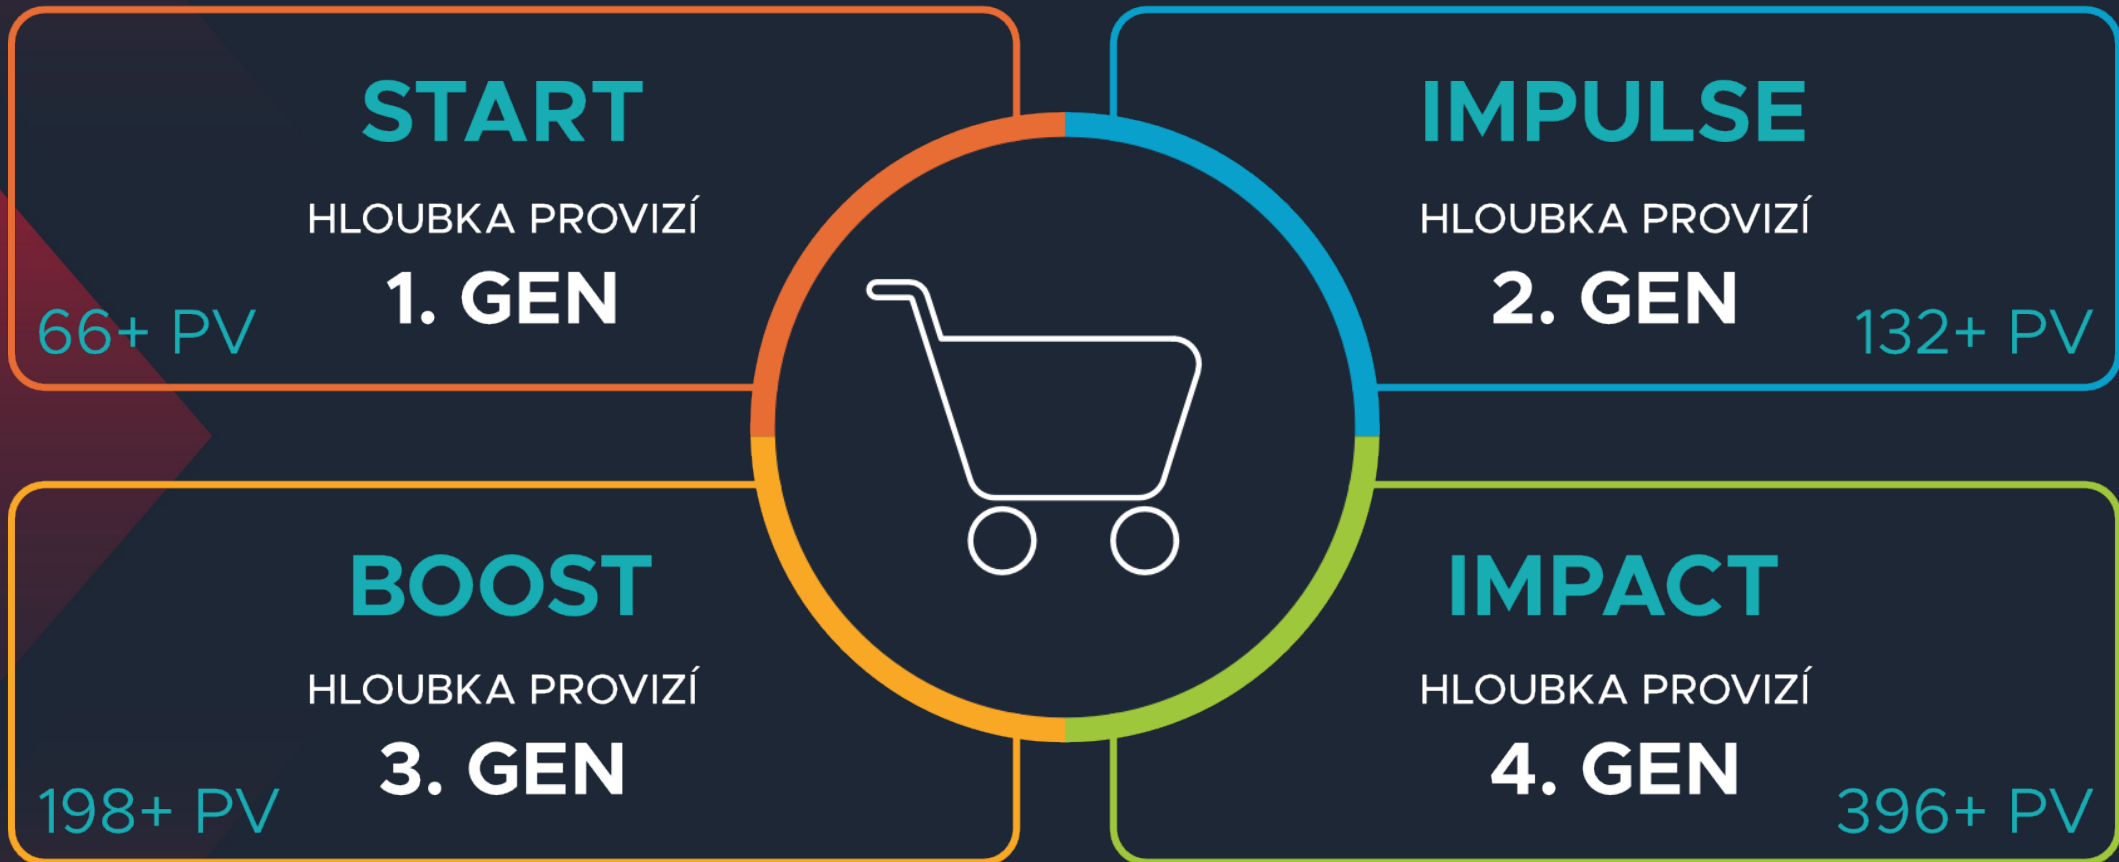 START
HLOUBKA PROVIZÍ
1. GEN
66+ PV
IMPULSE
HLOUBKA PROVIZÍ
2. GEN
132+ PV
BOOST
HLOUBKA PROVIZÍ
3. GEN
198+ PV
IMPACT
HLOUBKA PROVIZÍ
4. GEN
396+ PV